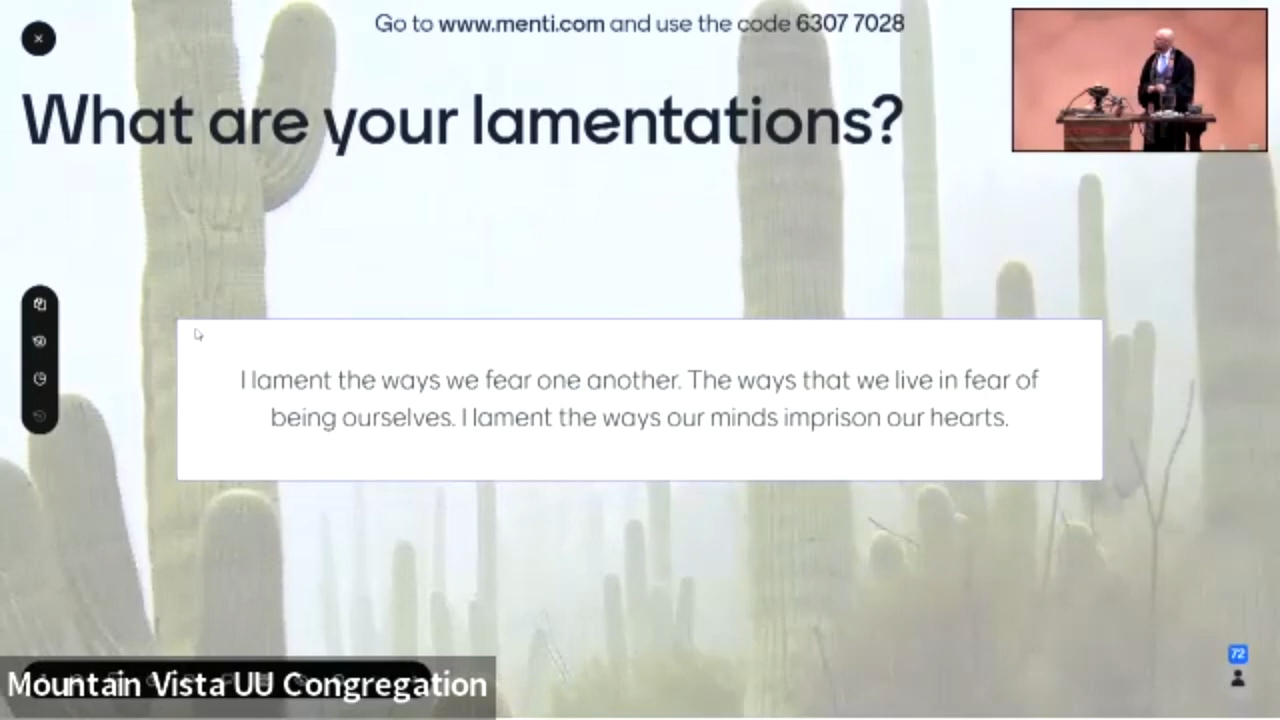 Go to www.menti.com and use the code 6307 7028
What are your lamentations?
I lament the ways we fear one another. The ways that we live in fear of
being ourselves. I lament the ways our minds imprison our hearts.
72
Mountain Vista UU Congregation